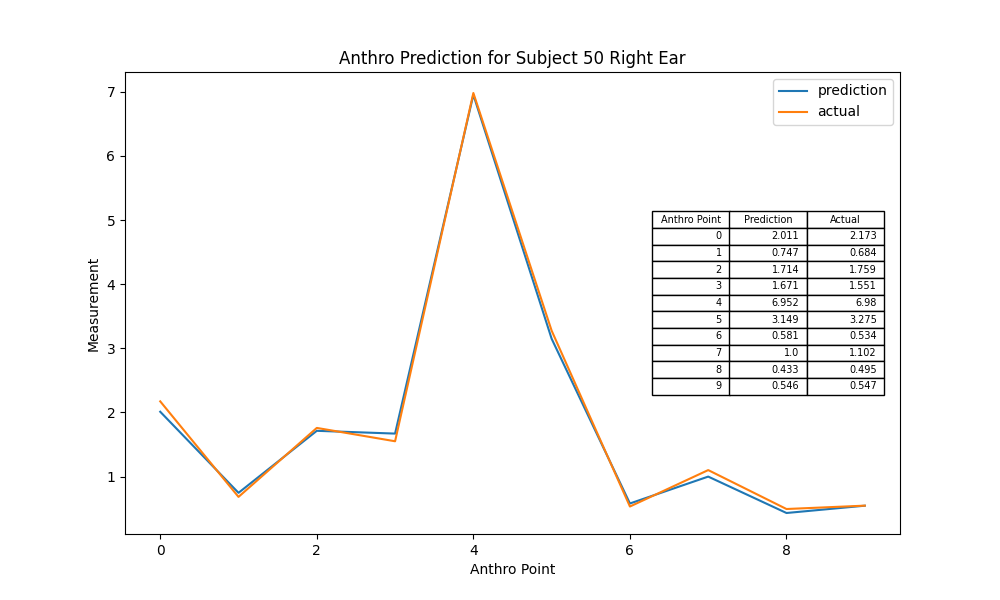 Anthro Prediction for Subject 50 Right Ear
prediction
actual
7
6
5
4
3
2
1
Measurement
Anthro Point Prediction Actual
0 2.011 2.173
1 0.747 0.684
2 1.714 1.759
3 1.671 1.551
4 6.952 6.98
5 3.149 3.275
6 0.581 0.534
7 1.0 1.102
8 0.433 0.495
9 0.546 0.547
0 2 4 6 8
Anthro Point